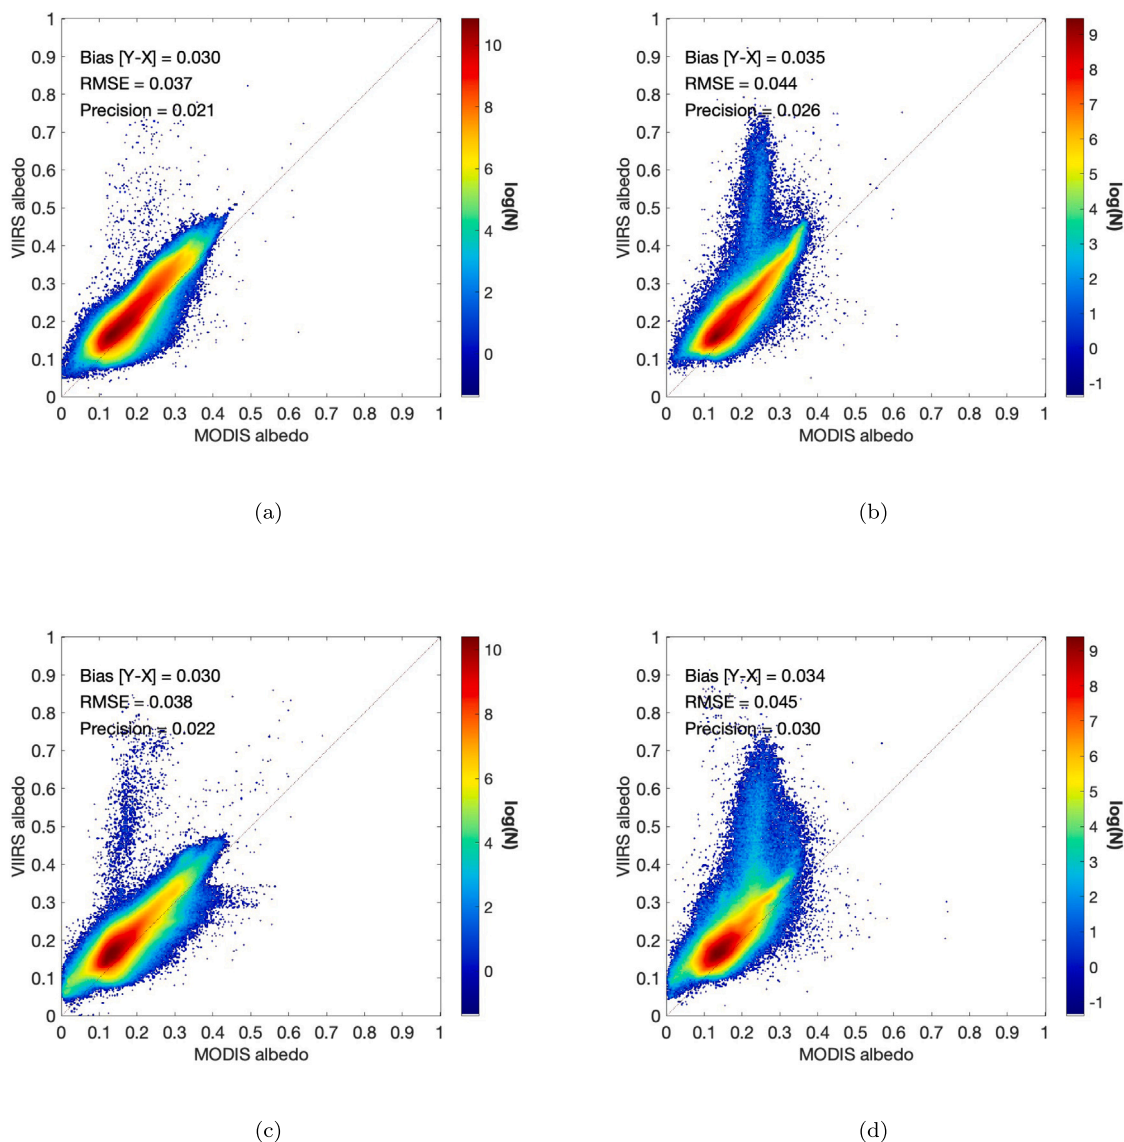 1
0.9
0.8
0.7
0.6
0.5
0.4
0.3
0.2
0.1
0
VIIRS albedo
Bias [Y-X] = 0.030
RMSE = 0.037
Precision = 0.021
0 0.1 0.2 0.3 0.4 0.5 0.6 0.7 0.8 0.9 1
MODIS albedo
10
8
6
4
2
0
log(N)
(a)
1
0.9
0.8
0.7
0.6
0.5
0.4
0.3
0.2
0.1
0
VIIRS albedo
Bias [Y-X] = 0.035
RMSE = 0.044
Precision = 0.026
0 0.1 0.2 0.3 0.4 0.5 0.6 0.7 0.8 0.9 1
MODIS albedo
9
8
7
6
5
4
3
2
1
0
-1
log(N)
(b)
1
0.9
0.8
0.7
0.6
0.5
0.4
0.3
0.2
0.1
0
VIIRS albedo
Bias [Y-X] = 0.030
RMSE = 0.038
Precision = 0.022
0 0.1 0.2 0.3 0.4 0.5 0.6 0.7 0.8 0.9 1
MODIS albedo
10
8
6
4
2
0
log(N)
(c)
1
0.9
0.8
0.7
0.6
0.5
0.4
0.3
0.2
0.1
0
VIIRS albedo
Bias [Y-X] = 0.034
RMSE = 0.045
Precision = 0.030
0 0.1 0.2 0.3 0.4 0.5 0.6 0.7 0.8 0.9 1
MODIS albedo
9
8
7
6
5
4
3
2
1
0
-1
log(N)
(d)